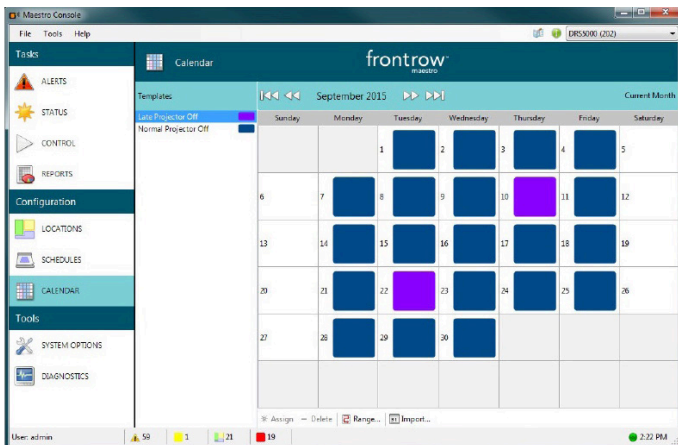 Maestro Console
File Tools Help
DRS5000 (202)
Tasks
ALERTS
STATUS
CONTROL
REPORTS
Configuration
LOCATIONS
SCHEDULES
CALENDAR
Tools
SYSTEM OPTIONS
DIAGNOSTICS
Calendar
frontrow
maestro
Templates
Late Projector Off
Normal Projector Off
September 2015
Current Month
Sunday Monday Tuesday Wednesday Thursday Friday Saturday
1 2 3 4 5
6 7 8 9 10 11 12
13 14 15 16 17 18 19
20 21 22 23 24 25 26
27 28 29 30
Assign Delete Range... Import...
User: admin 59 1 21 19 2:22 PM